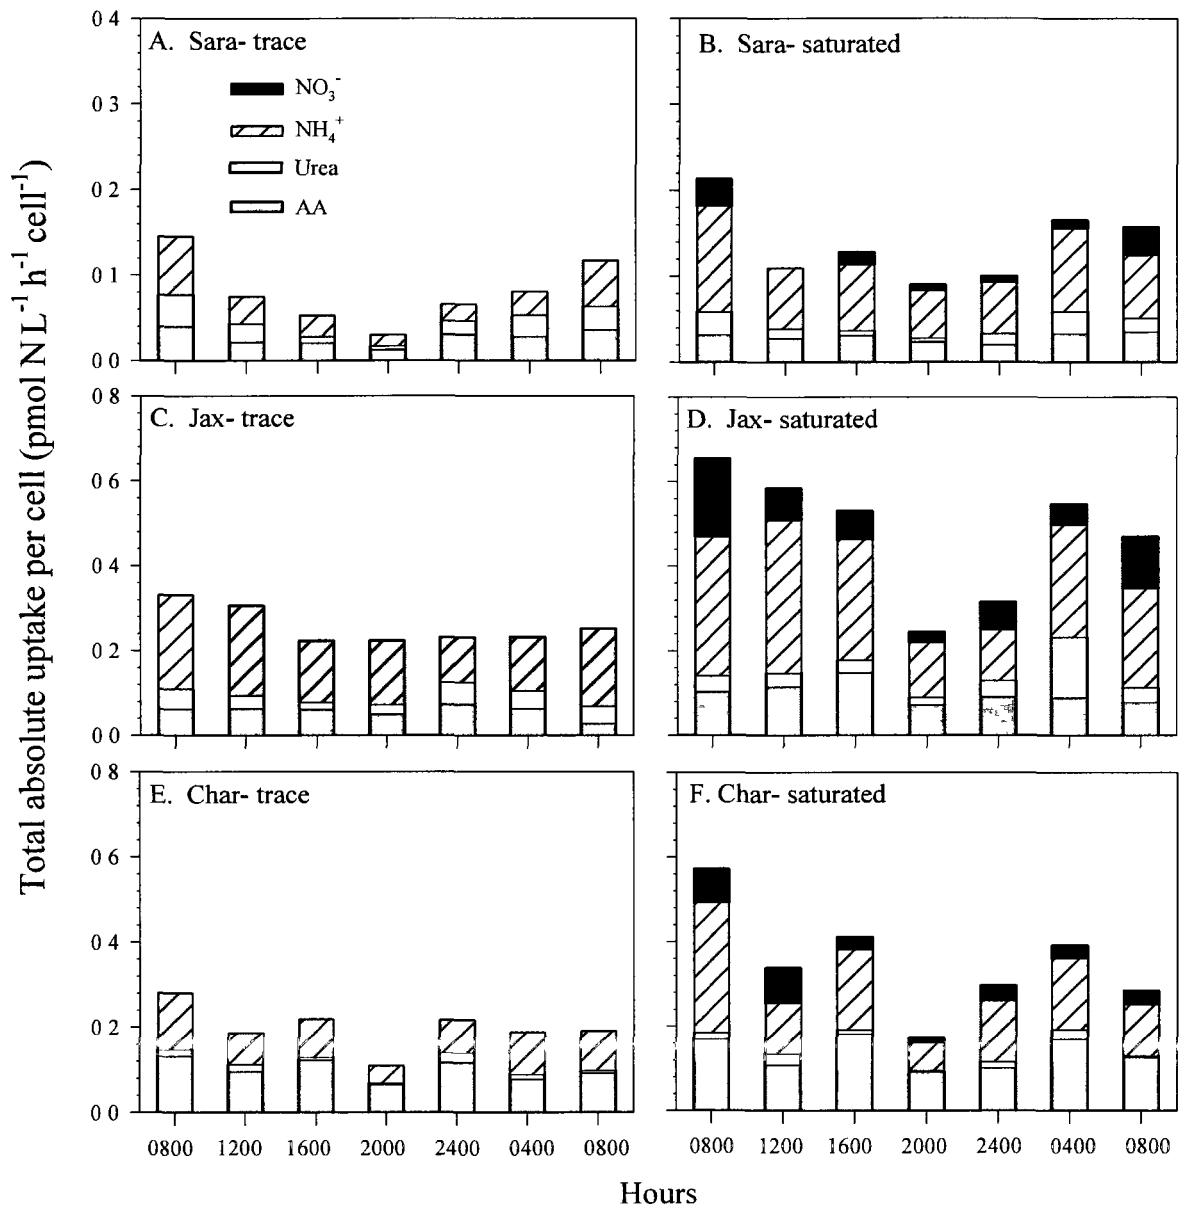 Total absolute uptake per cell (pmol N L⁻¹ h⁻¹ cell⁻¹)
0 4
0 3
0 2
0 1
0 0
A. Sara- trace
NO₃⁻
NH₄⁺
Urea
AA
B. Sara- saturated
0 8
0 6
0 4
0 2
0 0
C. Jax- trace
D. Jax- saturated
0 8
0 6
0 4
0 2
0 0
E. Char- trace
F. Char- saturated
0800 1200 1600 2000 2400 0400 0800
0800 1200 1600 2000 2400 0400 0800
Hours